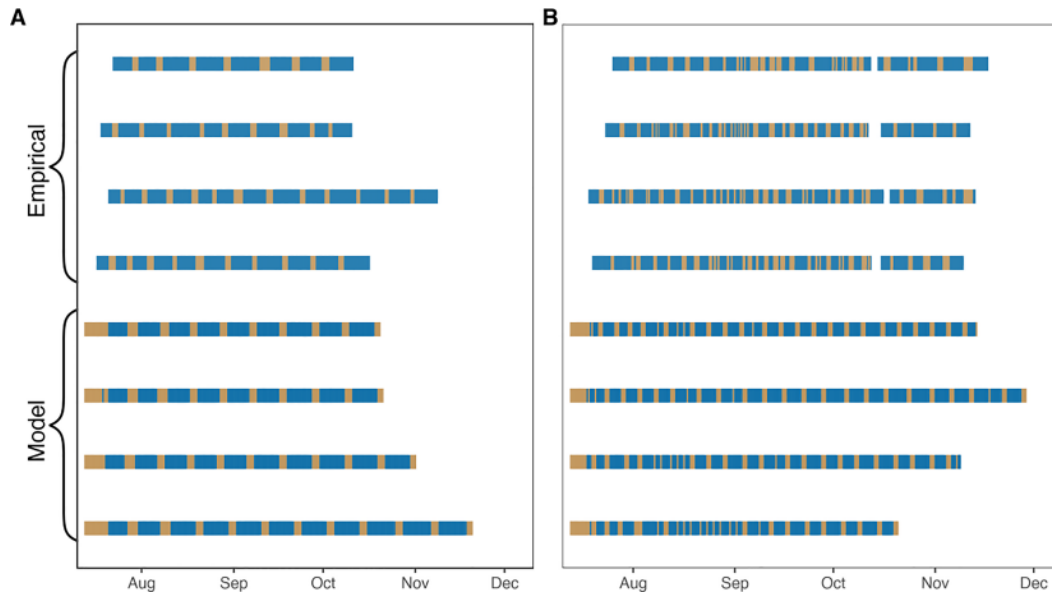 A
B
Empirical
Model
Aug Sep Oct Nov Dec
Aug Sep Oct Nov Dec